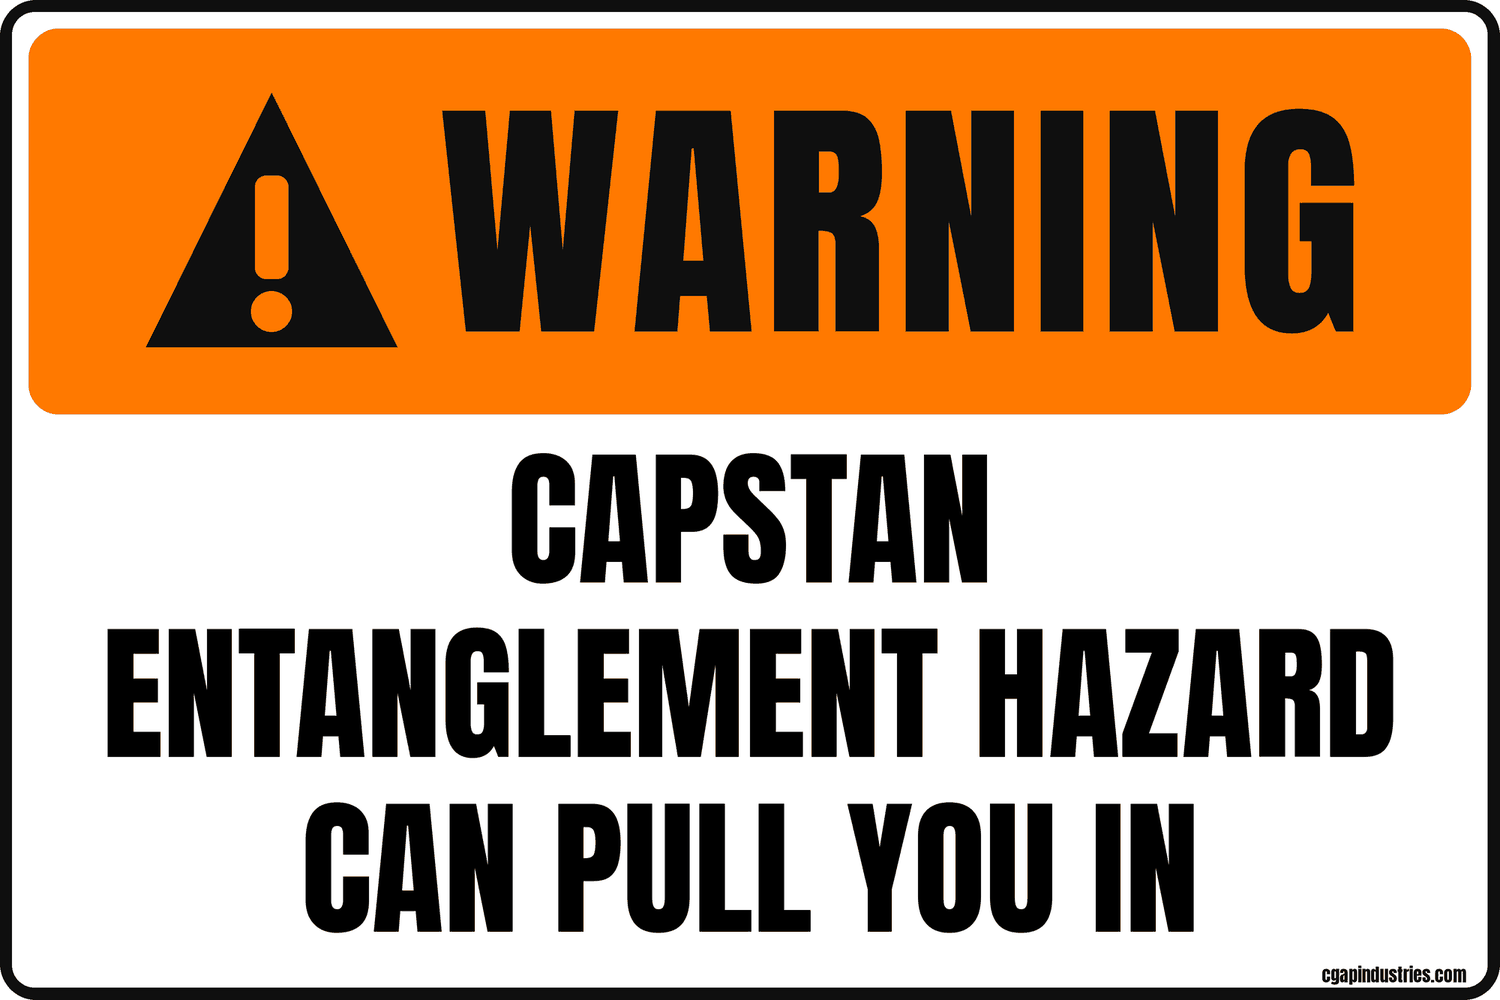 WARNING
CAPSTAN
ENTANGLEMENT HAZARD
CAN PULL YOU IN
cgapindustries.com